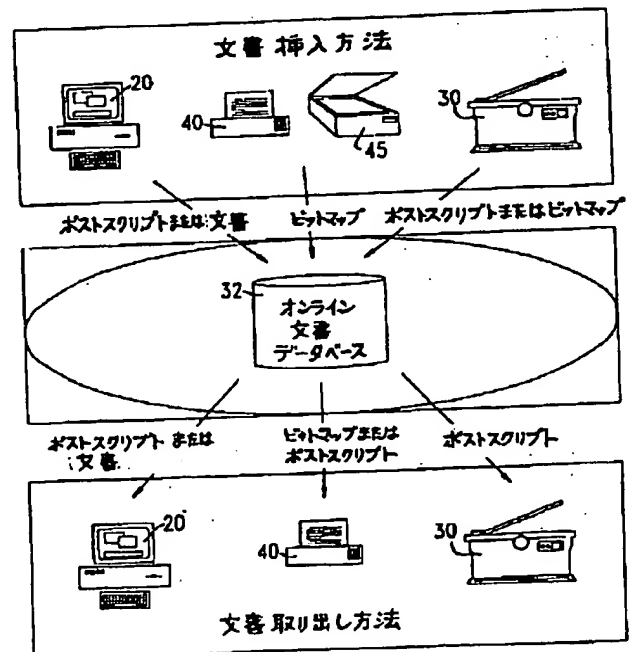 文書挿入方法
20
40
45
30
ポストスクリプトまたは文書
ビットマップ
ポストスクリプトまたはビットマップ
32
オンライン
文書
データベース
ポストスクリプト または
文書
ビットマップまたは
ポストスクリプト
ポストスクリプト
20
40
30
文書取り出し方法